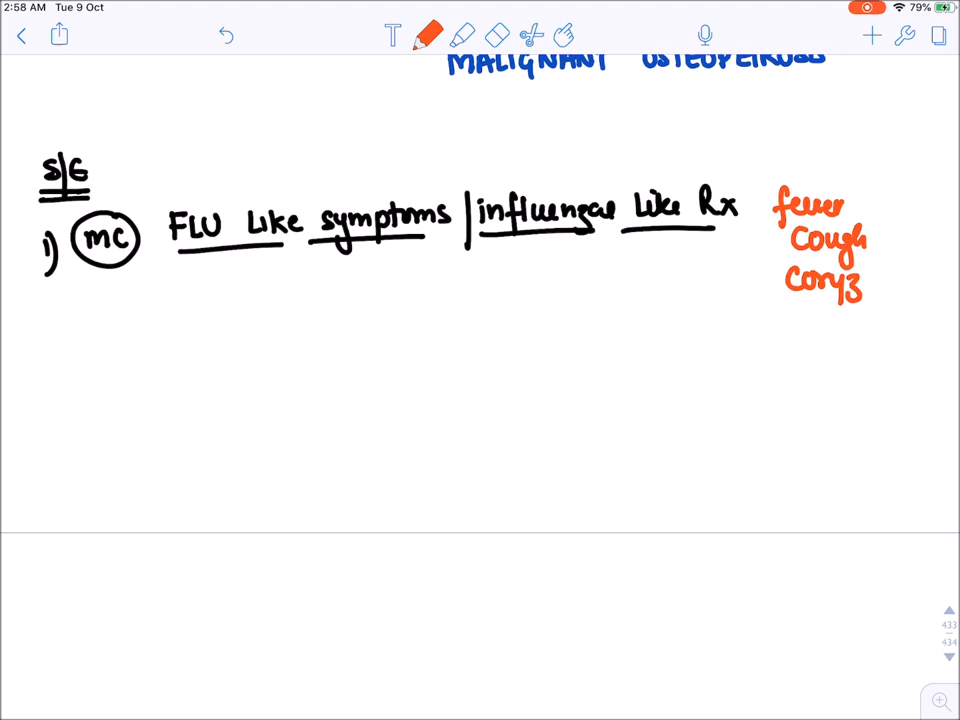 2:58 AM Tue 9 Oct 79%
T
MALIGNANT OSTEOPETROSIS
S/E
1) MC FLU Like symptoms | influenzae Like Rx
fever
Cough
Coryz
433
434